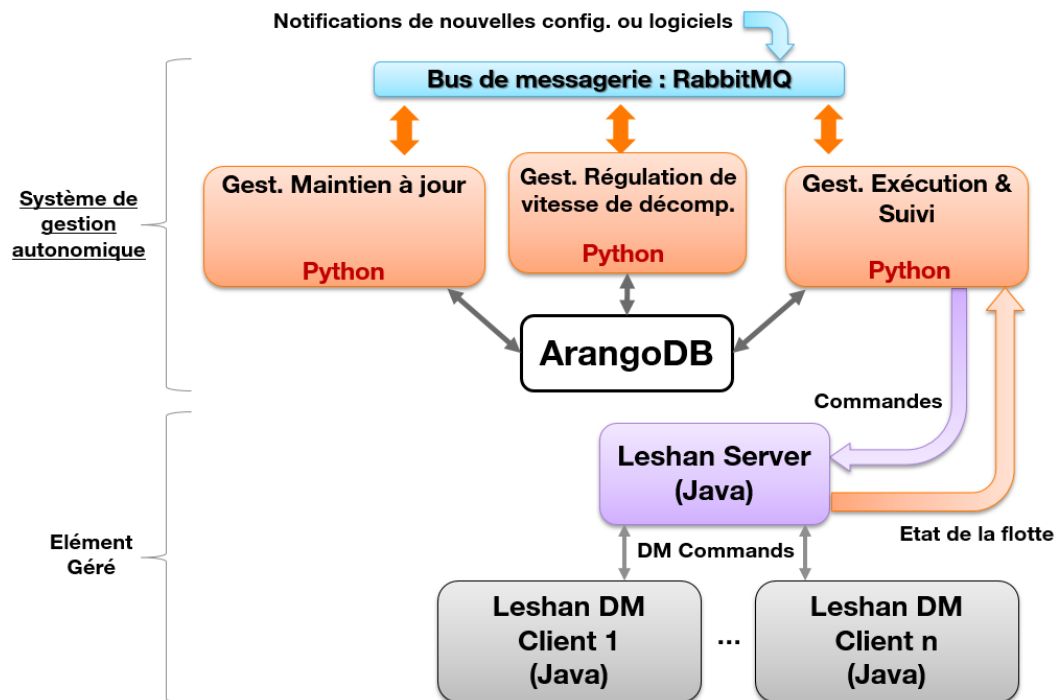 Notifications de nouvelles config. ou logiciels
Bus de messagerie : RabbitMQ
Gest. Maintien à jour
Python
Gest. Régulation de
vitesse de décomp.
Python
Gest. Exécution &
Suivi
Python
Système de
gestion
autonomique
ArangoDB
Commandes
Leshan Server
(Java)
Etat de la flotte
Elément
Géré
DM Commands
Leshan DM
Client 1
(Java)
...
Leshan DM
Client n
(Java)